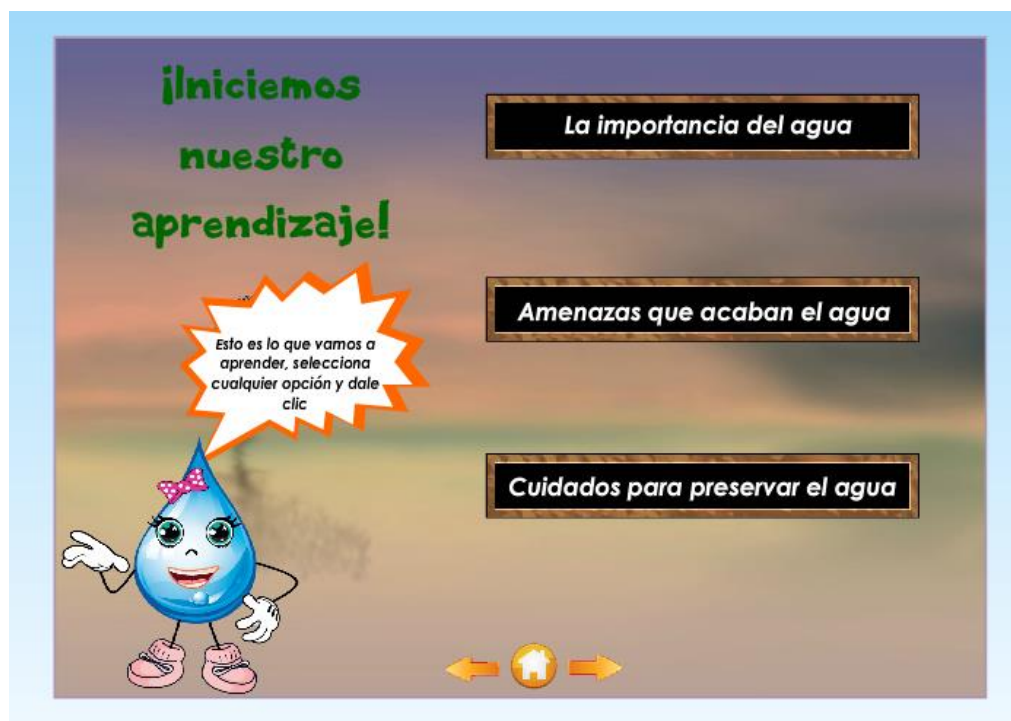 ¡Iniciemos
nuestro
aprendizaje!
Esto es lo que vamos a
aprender, selecciona
cualquier opción y dale
clic
La importancia del agua
Amenazas que acaban el agua
Cuidados para preservar el agua